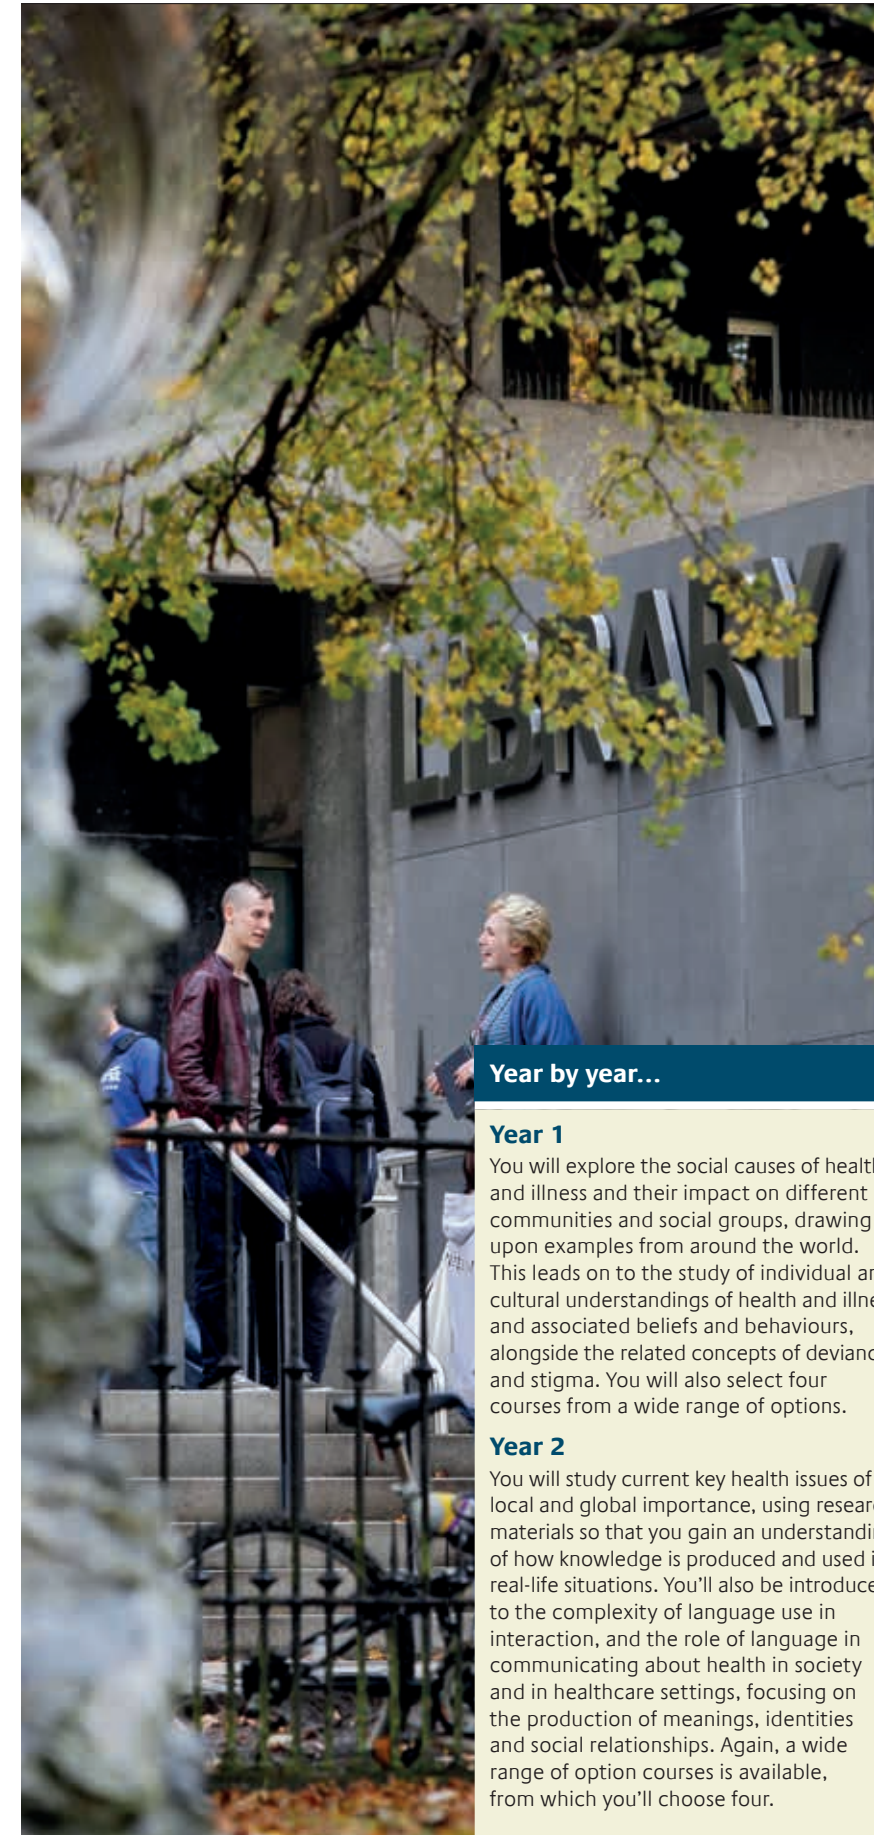 LIBRARY
Year by year...
Year 1
You will explore the social causes of health
and illness and their impact on different
communities and social groups, drawing
upon examples from around the world.
This leads on to the study of individual
cultural understandings of health and
and associated beliefs and behaviours,
alongside the related concepts of
and stigma. You will also select four
courses from a wide range of options.
Year 2
You will study current key health issues of
local and global importance, using
materials so that you gain an
of how knowledge is produced and used
real-life situations. You'll also be
to the complexity of language use in
interaction, and the role of language in
communicating about health in society
and in healthcare settings, focusing on
the production of meanings, identities
and social relationships. Again, a wide
range of option courses is available,
from which you'll choose four.